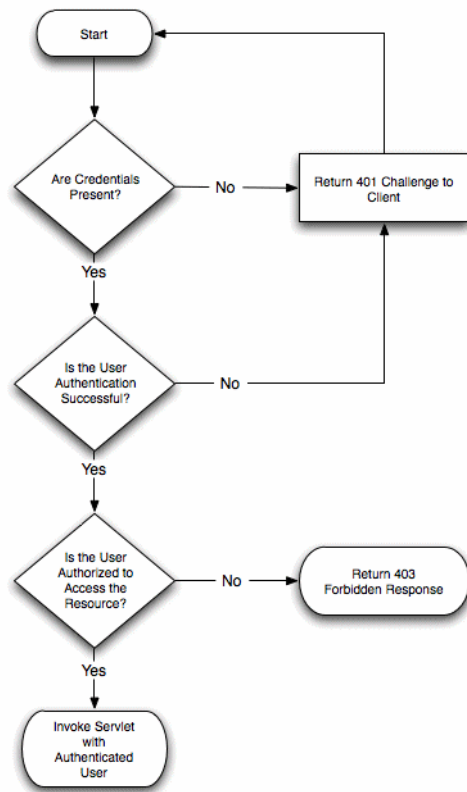 Start
Are Credentials
Present?
No
Return 401 Challenge to
Client
Yes
Is the User
Authentication
Successful?
No
Yes
Is the User
Authorized to
Access the
Resource?
No
Return 403
Forbidden Response
Yes
Invoke Servlet
with
Authenticated
User